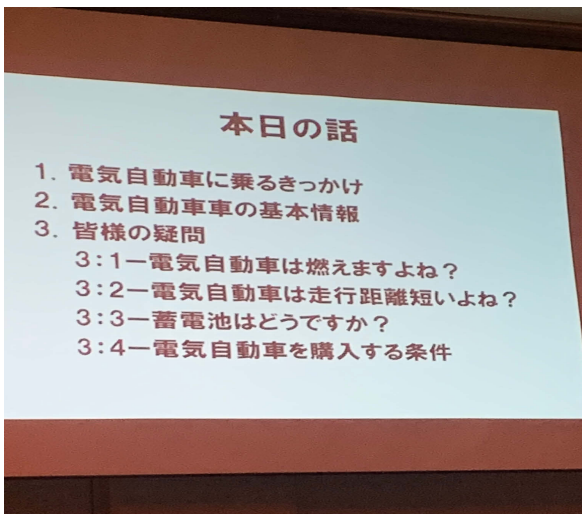 本日の話
1. 電気自動車に乗るきっかけ
2. 電気自動車車の基本情報
3. 皆様の疑問
3:1ー電気自動車は燃えますよね?
3:2ー電気自動車は走行距離短いよね?
3:3ー蓄電池はどうですか?
3:4ー電気自動車を購入する条件